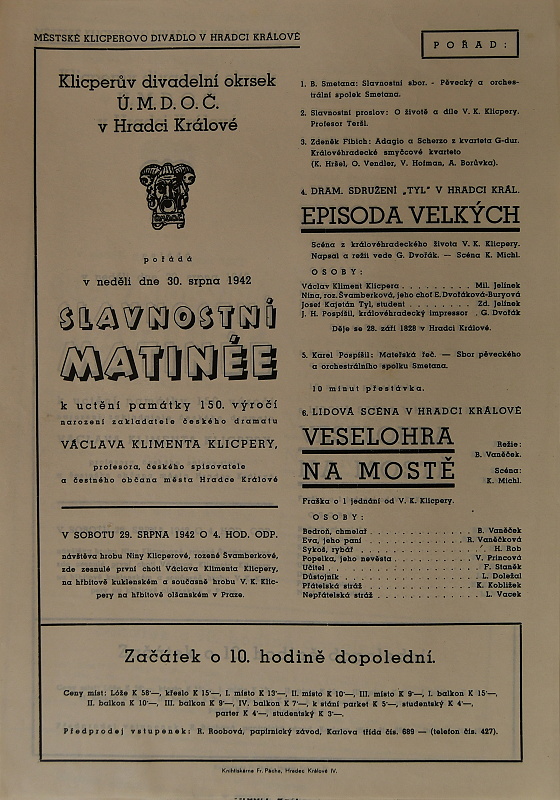 MĚSTSKÉ KLICPEROVO DIVADLO V HRADCI KRÁLOVÉ
Klicperův divadelní okrsek
Ú. M. D. O. Č.
v Hradci Králové
pořádá
v neděli dne 30. srpna 1942
SLAVNOSTNÍ
MATINÉE
k uctění památky 150. výročí
narození zakladatele českého dramatu
VÁCLAVA KLIMENTA KLICPERY,
profesora, českého spisovatele
a čestného občana města Hradce Králové
V SOBOTU 29. SRPNA 1942 O 4. HOD. ODP.
návštěva hrobu Niny Klicperové, rozené Švamberkové,
zde zesnulé první choti Václava Klimenta Klicpery,
na hřbitově kuklenském a současně hrobu V. K. Klic-
pery na hřbitově olšanském v Praze.
POŘAD:
1. B. Smetana: Slavnostní sbor. - Pěvecký a orches-
trální spolek Smetana.
2. Slavnostní proslov: O životě a díle V. K. Klicpery.
Profesor Teršl.
3. Zdeněk Fibich: Adagio a Scherzo z kvarteta G-dur.
Královéhradecké smyčcové kvarteto
(K. Hršel, O. Vendler, V. Hofman, A. Borůvka).
4. DRAM. SDRUŽENÍ „TYL" V HRADCI KRÁL.
EPISODA VELKÝCH
Scéna z královéhradeckého života V. K. Klicpery.
Napsal a režii vede G. Dvořák. — Scéna K. Michl.
OSOBY:
Václav Kliment Klicpera . . . . . . . . . Mil. Jelínek
Nina, roz. Švamberková, jeho choť E. Dvořáková-Buryová
Josef Kajetán Tyl, student . . . . . . . . Zd. Jelínek
J. H. Pospíšil, královéhradecký impressor . G. Dvořák
Děje se 28. září 1828 v Hradci Králové.
5. Karel Pospíšil: Mateřská řeč. — Sbor pěveckého
a orchestrálního spolku Smetana.
10 minut přestávka.
6. LIDOVÁ SCÉNA V HRADCI KRÁLOVÉ
VESELOHRA
NA MOSTĚ
Režie:
B. Vaněček.
Scéna:
K. Michl.
Fraška o 1 jednání od V. K. Klicpery.
OSOBY:
Bedroň, chmelař . . . . . . . . . . . . B. Vaněček
Eva, jeho paní . . . . . . . . . . . . R. Vaněčková
Sykoš, rybář . . . . . . . . . . . . . H. Rob
Popelka, jeho nevěsta . . . . . . . . . V. Princová
Učitel . . . . . . . . . . . . . . . . F. Staněk
Důstojník . . . . . . . . . . . . . . L. Doležal
Přátelská stráž . . . . . . . . . . . . K. Koblížek
Nepřátelská stráž . . . . . . . . . . . L. Vacek
Začátek o 10. hodině dopolední.
Ceny míst: Lóže K 58·—, křeslo K 15·—, I. místo K 13·—, II. místo K 10·—, III. místo K 9·—, I. balkon K 15·—,
II. balkon K 10·—, III. balkon K 9·—, IV. balkon K 7·—, k stání parket K 5·—, studentský K 4·—,
parter K 4·—, studentský K 3·—.
Předprodej vstupenek: R. Roobová, papírnický závod, Karlova třída čís. 689 — (telefon čís. 427).
Knihtiskárna Fr. Pácha, Hradec Králové IV.